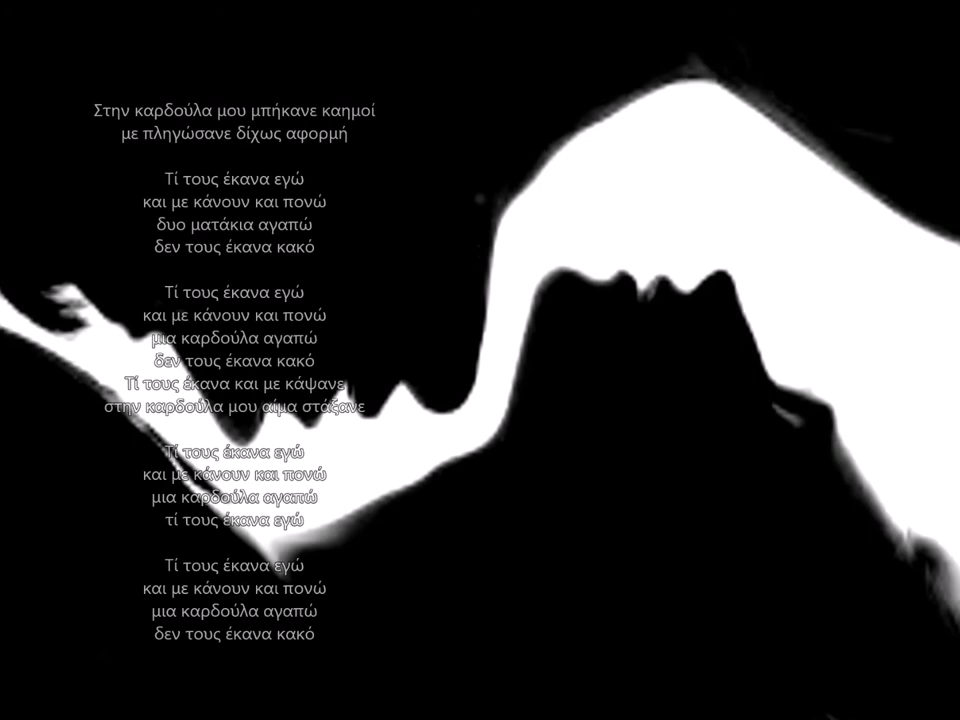 Στην καρδούλα μου μπήκανε καημοί
με πληγώσανε δίχως αφορμή
Τί τους έκανα εγώ
και με κάνουν και πονώ
δυο ματάκια αγαπώ
δεν τους έκανα κακό
Τί τους έκανα εγώ
και με κάνουν και πονώ
μια καρδούλα αγαπώ
δεν τους έκανα κακό
Τί τους έκανα και με κάψανε
στην καρδούλα μου αίμα στάξανε
Τί τους έκανα εγώ
και με κάνουν και πονώ
μια καρδούλα αγαπώ
τί τους έκανα εγώ
Τί τους έκανα εγώ
και με κάνουν και πονώ
μια καρδούλα αγαπώ
δεν τους έκανα κακό